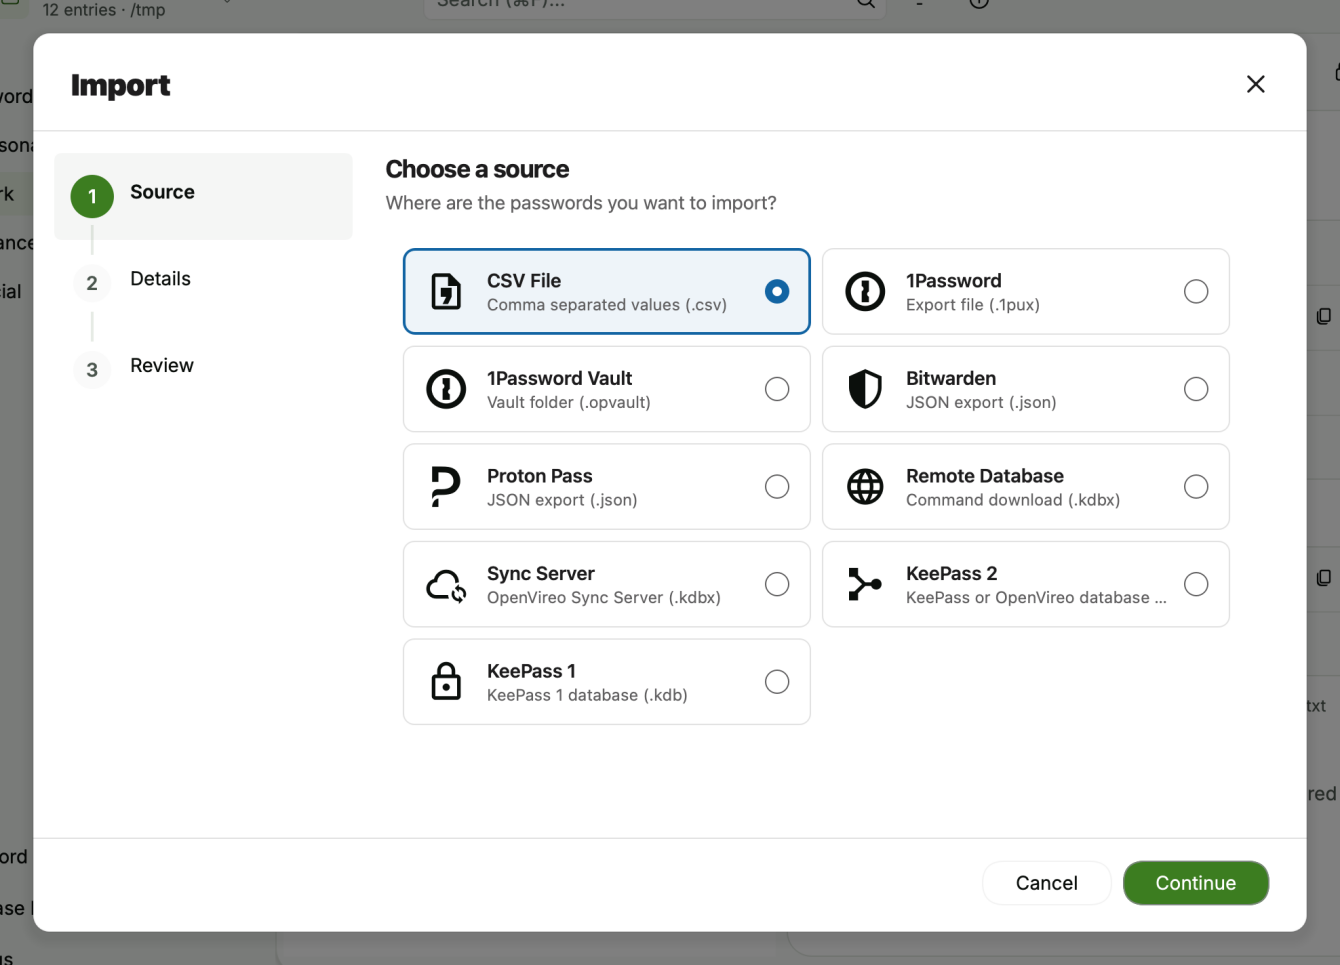 12 entries · /tmp
Search (⌘F)...
Import
1 Source
2 Details
3 Review
Choose a source
Where are the passwords you want to import?
CSV File
Comma separated values (.csv)
1Password
Export file (.1pux)
1Password Vault
Vault folder (.opvault)
Bitwarden
JSON export (.json)
Proton Pass
JSON export (.json)
Remote Database
Command download (.kdbx)
Sync Server
OpenVireo Sync Server (.kdbx)
KeePass 2
KeePass or OpenVireo database ...
KeePass 1
KeePass 1 database (.kdb)
txt
red
Cancel
Continue